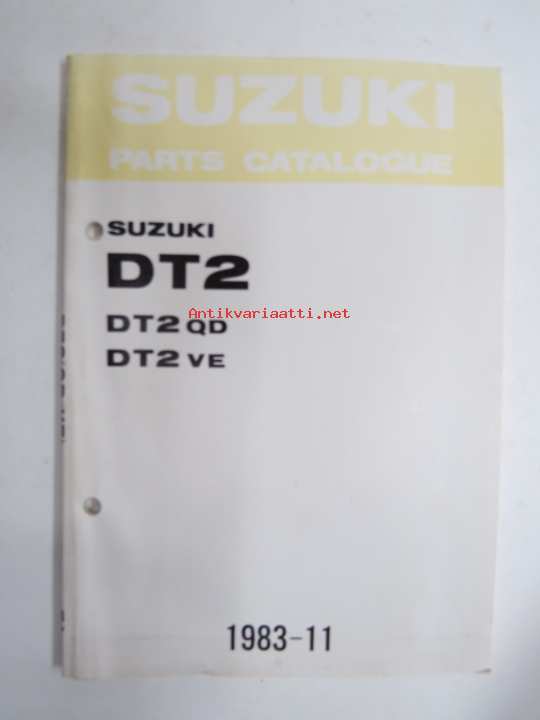 SUZUKI
PARTS CATALOGUE
SUZUKI
DT2
Antikvariaatti.net
DT2 QD
DT2 VE
1983-11